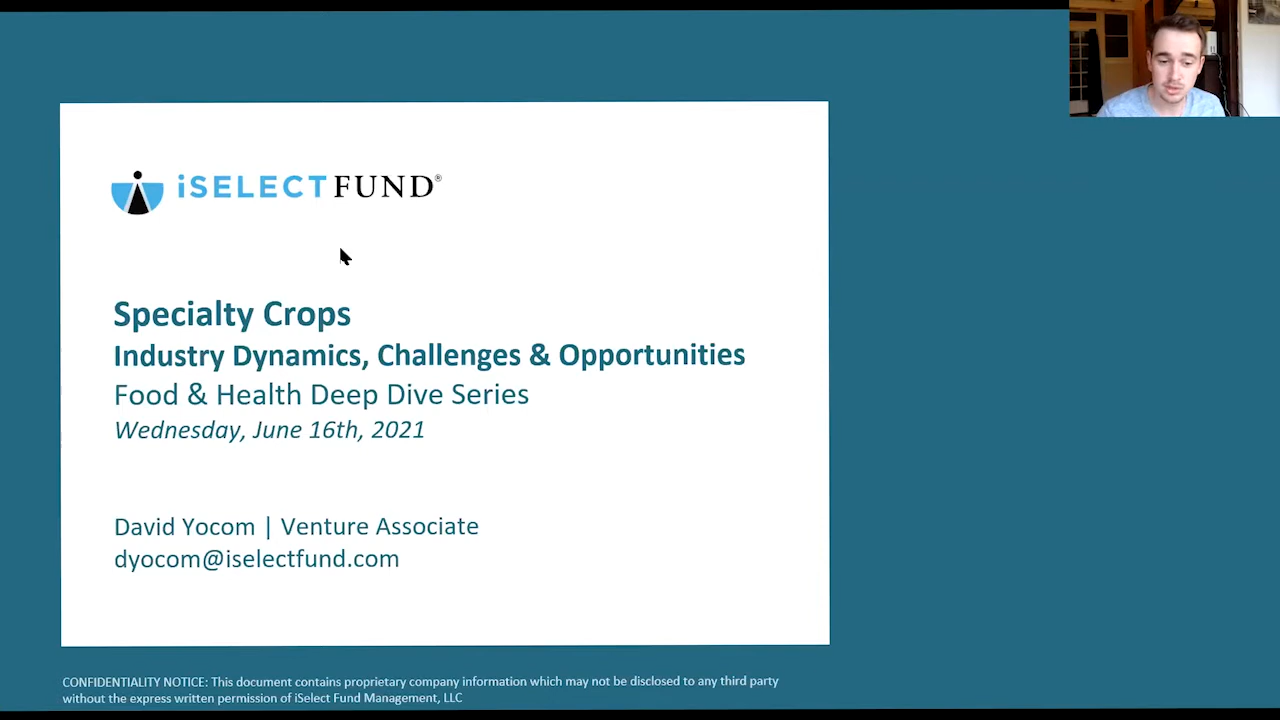 iSELECT FUND®
Specialty Crops
Industry Dynamics, Challenges & Opportunities
Food & Health Deep Dive Series
Wednesday, June 16th, 2021
David Yocom | Venture Associate
dyocom@iselectfund.com
CONFIDENTIALITY NOTICE: This document contains proprietary company information which may not be disclosed to any third party
without the express written permission of iSelect Fund Management, LLC